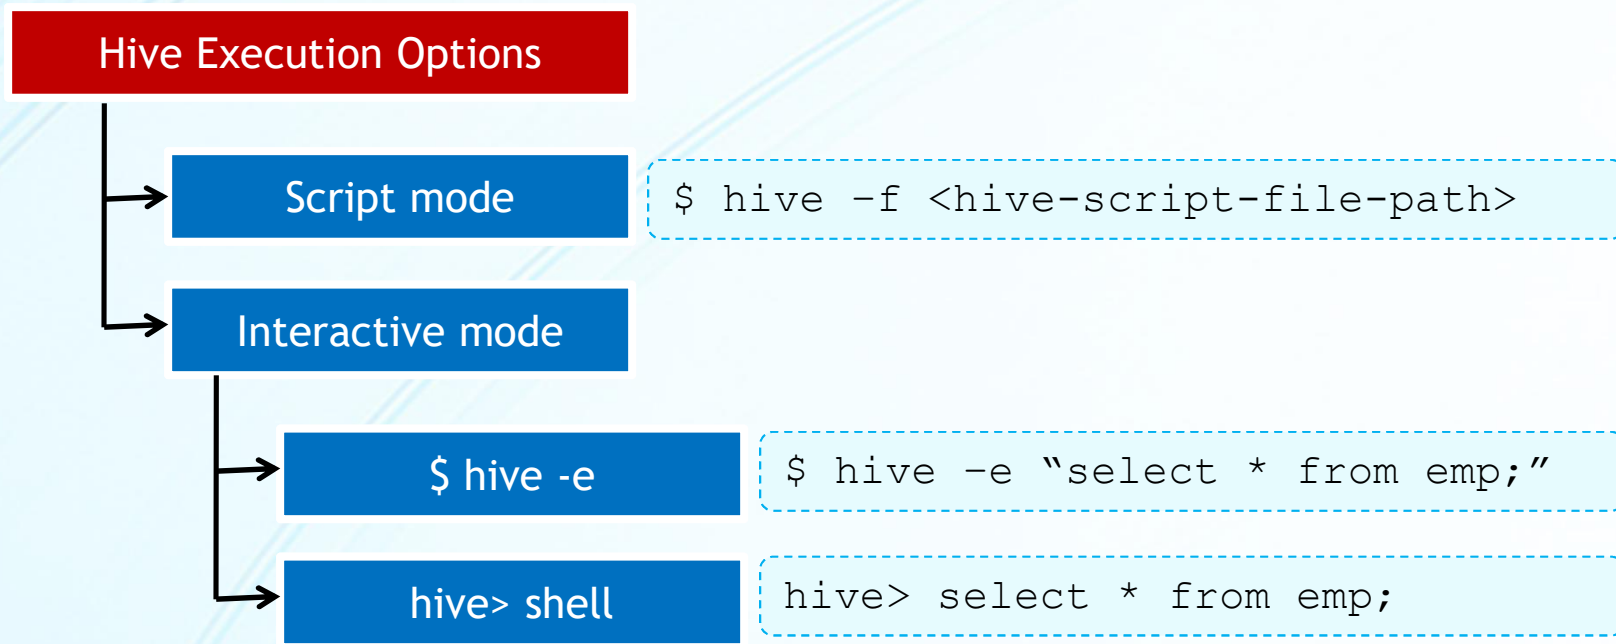 Hive Execution Options
Script mode
$ hive –f <hive-script-file-path>
Interactive mode
$ hive -e
$ hive –e “select * from emp;”
hive> shell
hive> select * from emp;